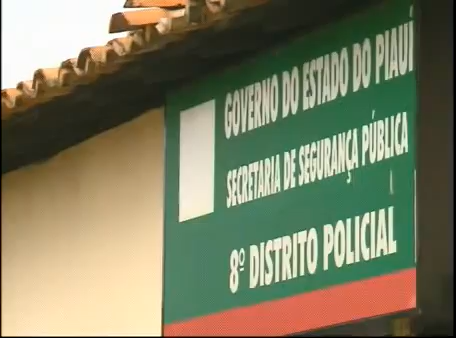 GOVERNO DO ESTADO DO PIAUÍ
SECRETARIA DE SEGURANÇA PÚBLICA
8º DISTRITO POLICIAL